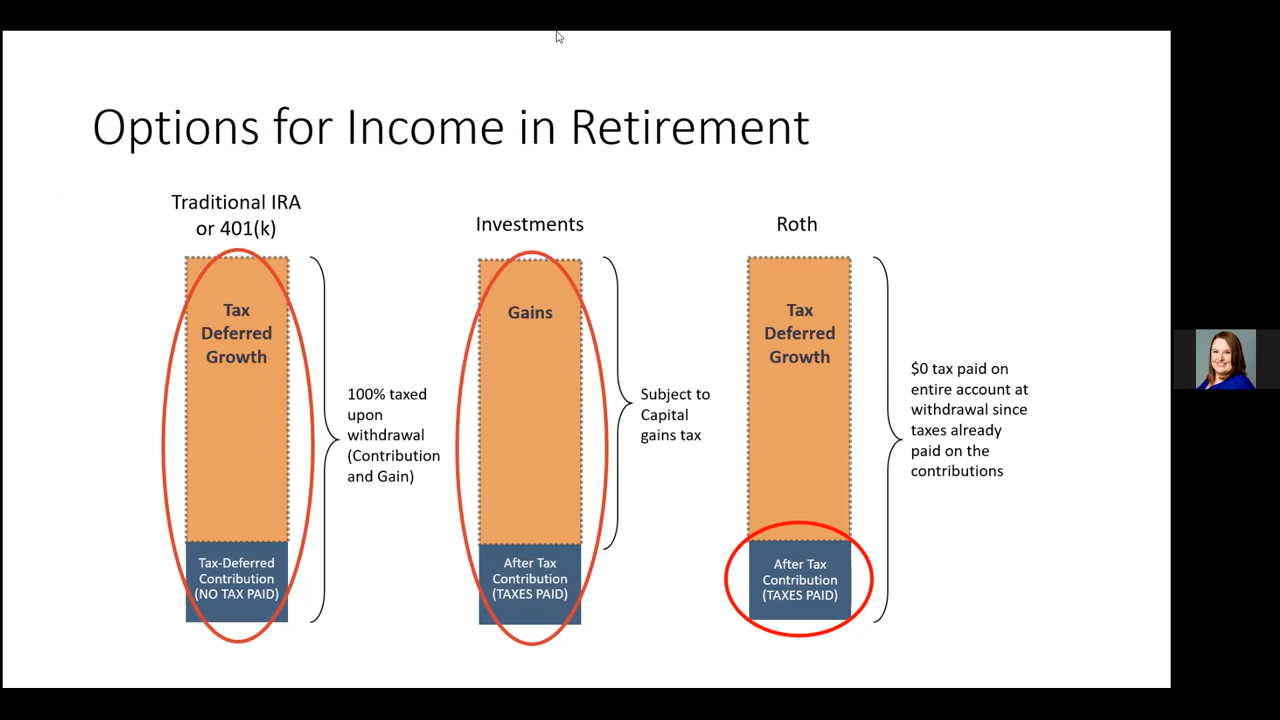 Options for Income in Retirement
Traditional IRA
or 401(k)
Tax
Deferred
Growth
Tax-Deferred
Contribution
(NO TAX PAID)
100% taxed
upon
withdrawal
(Contribution
and Gain)
Investments
Gains
After Tax
Contribution
(TAXES PAID)
Subject to
Capital
gains tax
Roth
Tax
Deferred
Growth
After Tax
Contribution
(TAXES PAID)
$0 tax paid on
entire account at
withdrawal since
taxes already
paid on the
contributions